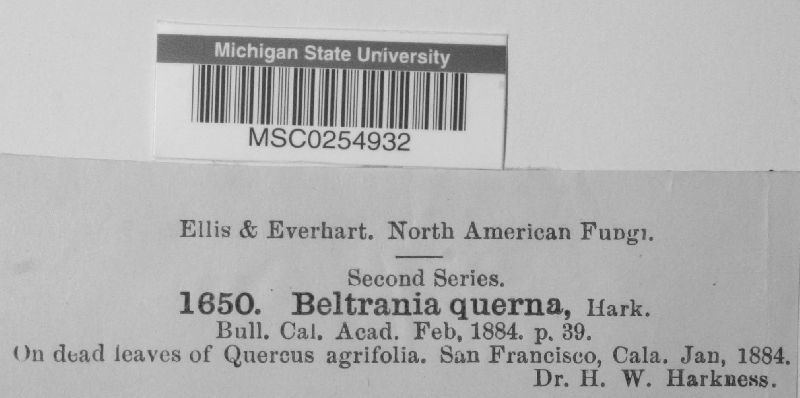 Michigan State University
MSC0254932
Ellis & Everhart. North American Fungi.
Second Series.
1650. Beltrania querna, Hark.
Bull. Cal. Acad. Feb, 1884. p. 39.
On dead leaves of Quercus agrifolia. San Francisco, Cala. Jan, 1884.
Dr. H. W. Harkness.